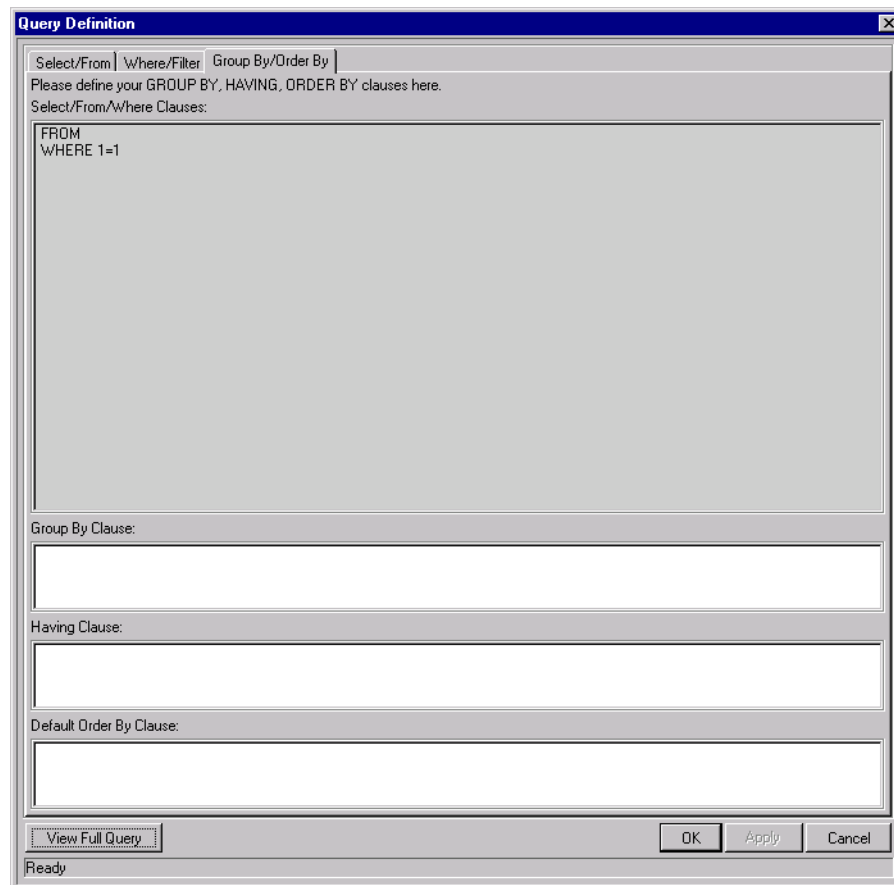 Query Definition
Select/From Where/Filter Group By/Order By
Please define your GROUP BY, HAVING, ORDER BY clauses here.
Select/From/Where Clauses:
FROM
WHERE 1=1
Group By Clause:
Having Clause:
Default Order By Clause:
View Full Query OK Apply Cancel
Ready